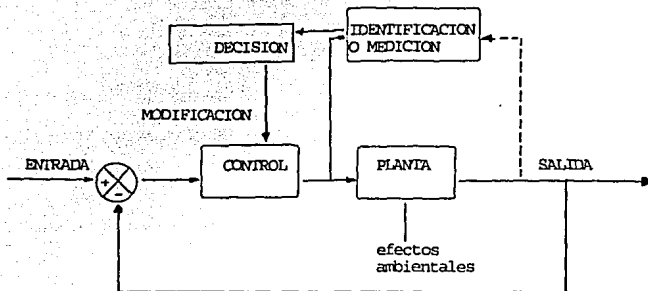 DECISION
IDENTIFICACION
O MEDICION
MODIFICACION
ENTRADA
+
-
CONTROL
PLANTA
SALIDA
efectos
ambientales